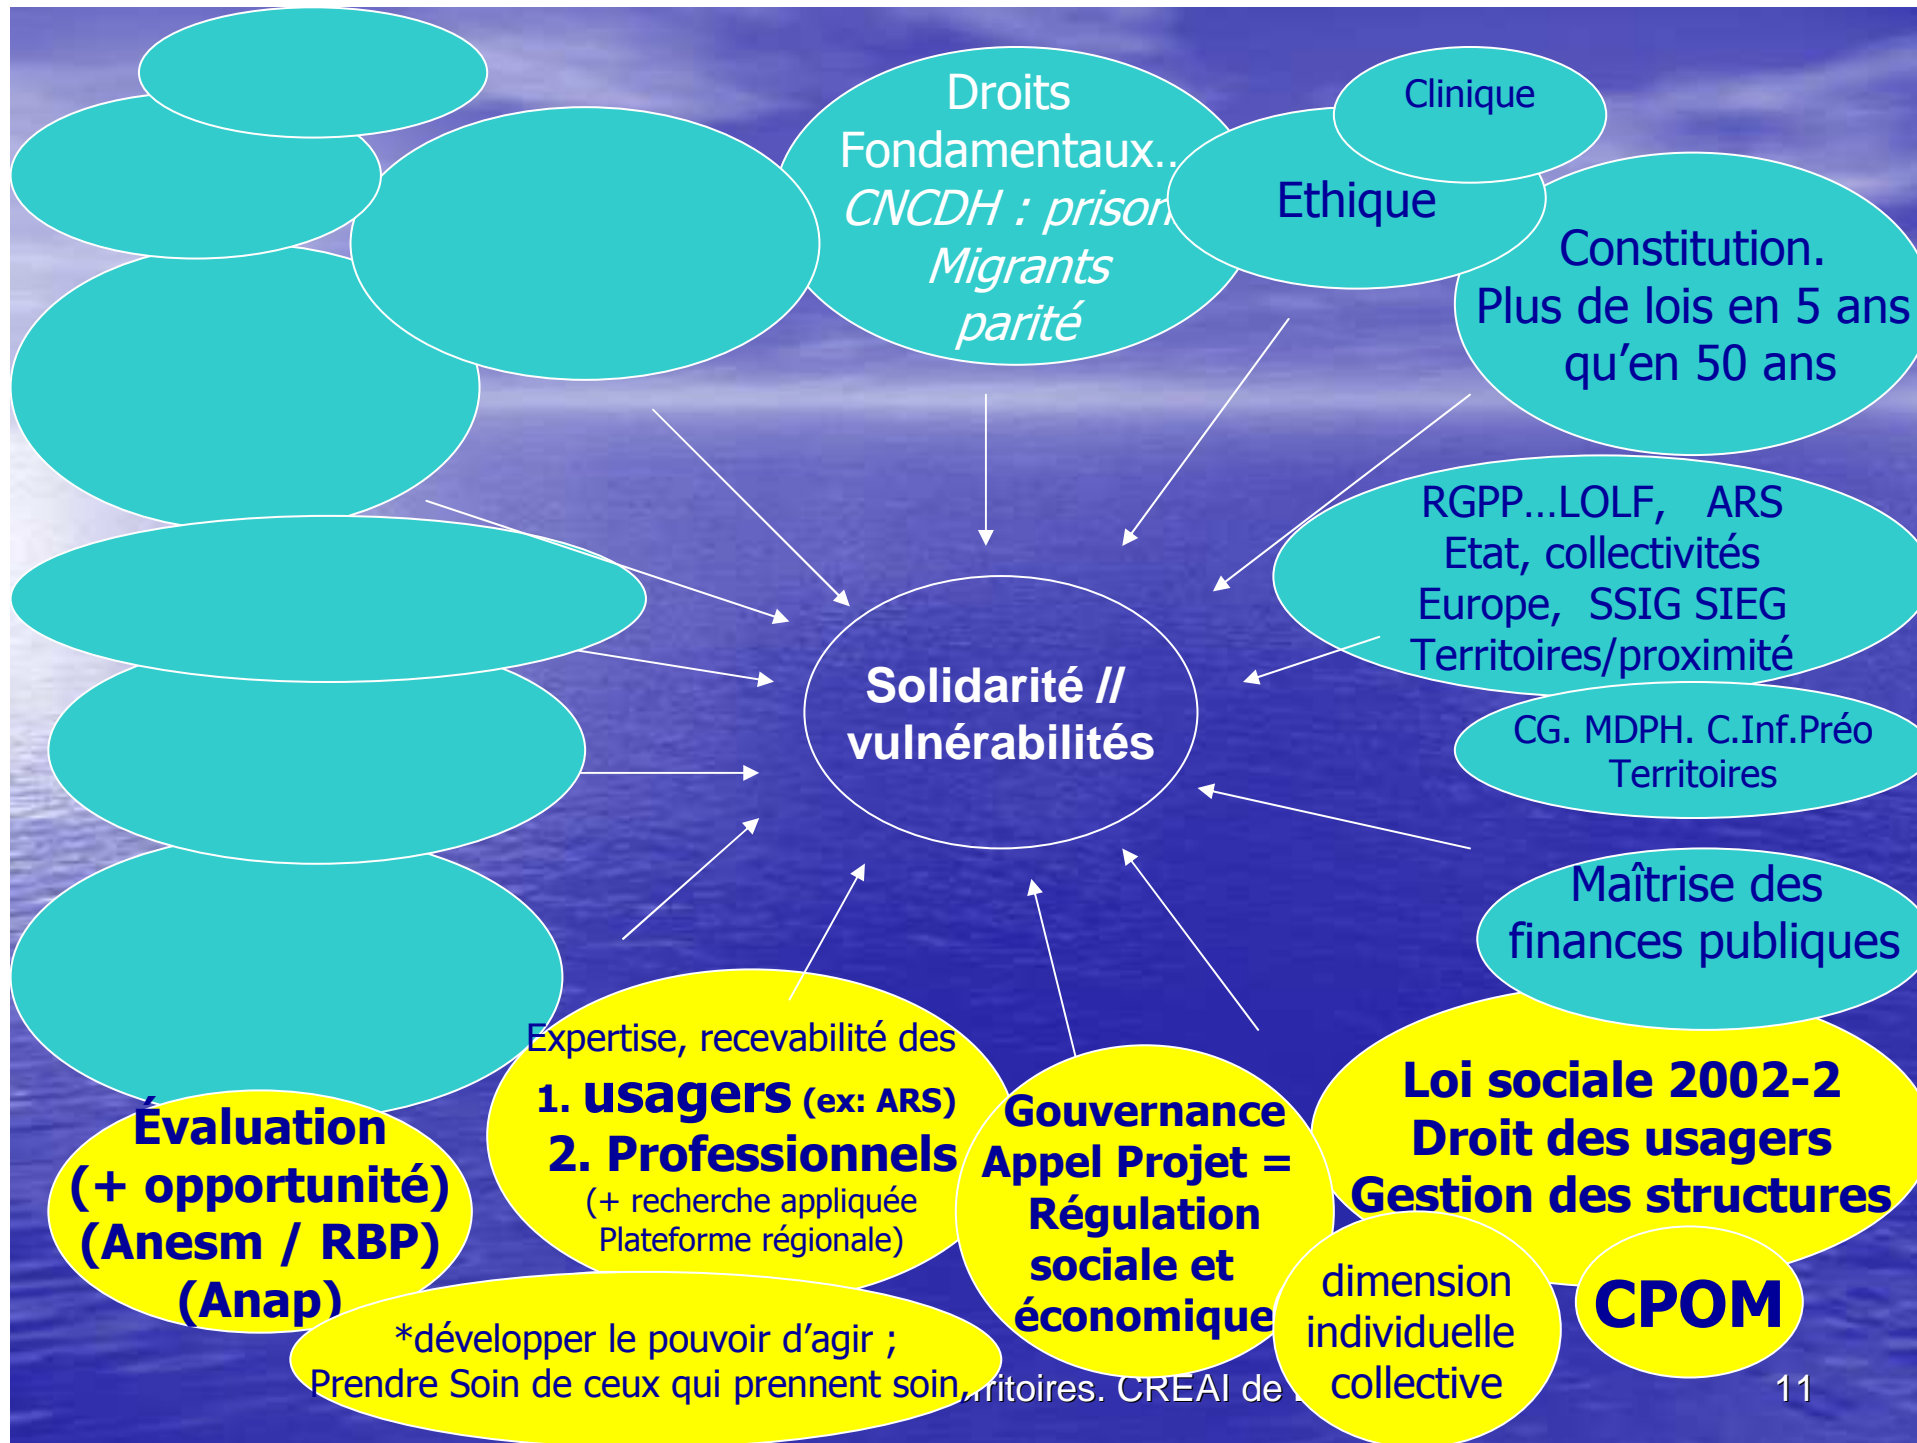 Droits
Fondamentaux..
CNCDH : prison
Migrants
parité
Clinique
Ethique
Constitution.
Plus de lois en 5 ans
qu'en 50 ans
RGPP...LOLF, ARS
Etat, collectivités
Europe, SSIG SIEG
Territoires/proximité
CG. MDPH. C.Inf.Préo
Territoires
Solidarité //
vulnérabilités
Maîtrise des
finances publiques
Loi sociale 2002-2
Droit des usagers
Gestion des structures
CPOM
dimension
individuelle
collective
Gouvernance
Appel Projet =
Régulation
sociale et
économique
Expertise, recevabilité des
1. usagers (ex: ARS)
2. Professionnels
(+ recherche appliquée
Plateforme régionale)
Évaluation
(+ opportunité)
(Anesm / RBP)
(Anap)
*développer le pouvoir d'agir ;
Prendre Soin de ceux qui prennent soin,
rritoires. CREAI de
11